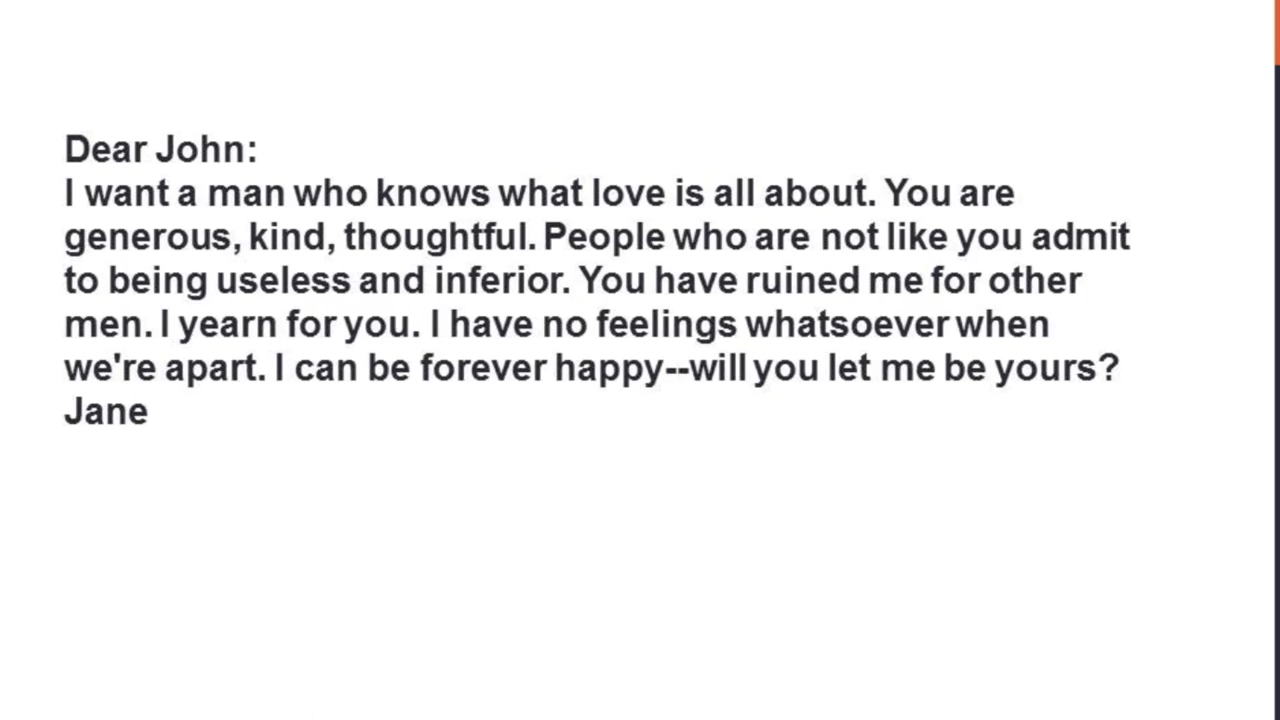 Dear John:
I want a man who knows what love is all about. You are
generous, kind, thoughtful. People who are not like you admit
to being useless and inferior. You have ruined me for other
men. I yearn for you. I have no feelings whatsoever when
we're apart. I can be forever happy--will you let me be yours?
Jane